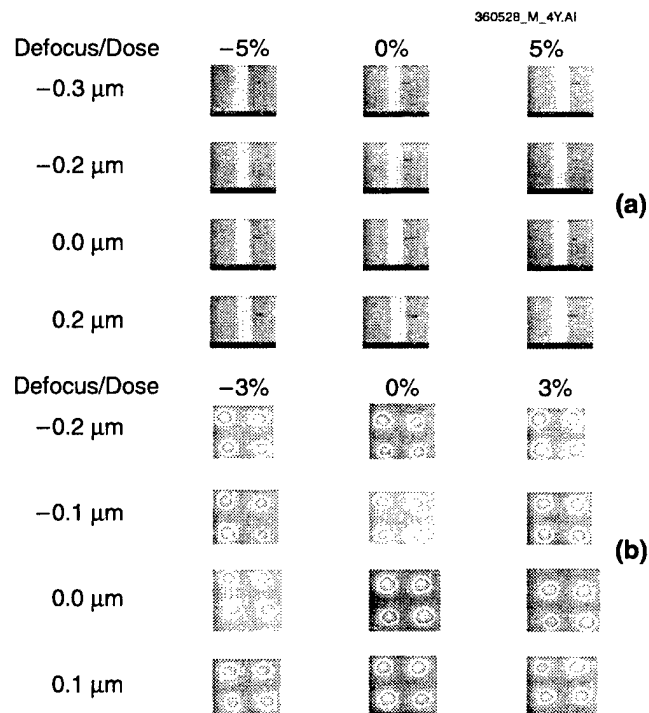 360528_M_4Y.AI
Defocus/Dose −5% 0% 5%
−0.3 μm
−0.2 μm
(a)
0.0 μm
0.2 μm
Defocus/Dose −3% 0% 3%
−0.2 μm
−0.1 μm
(b)
0.0 μm
0.1 μm